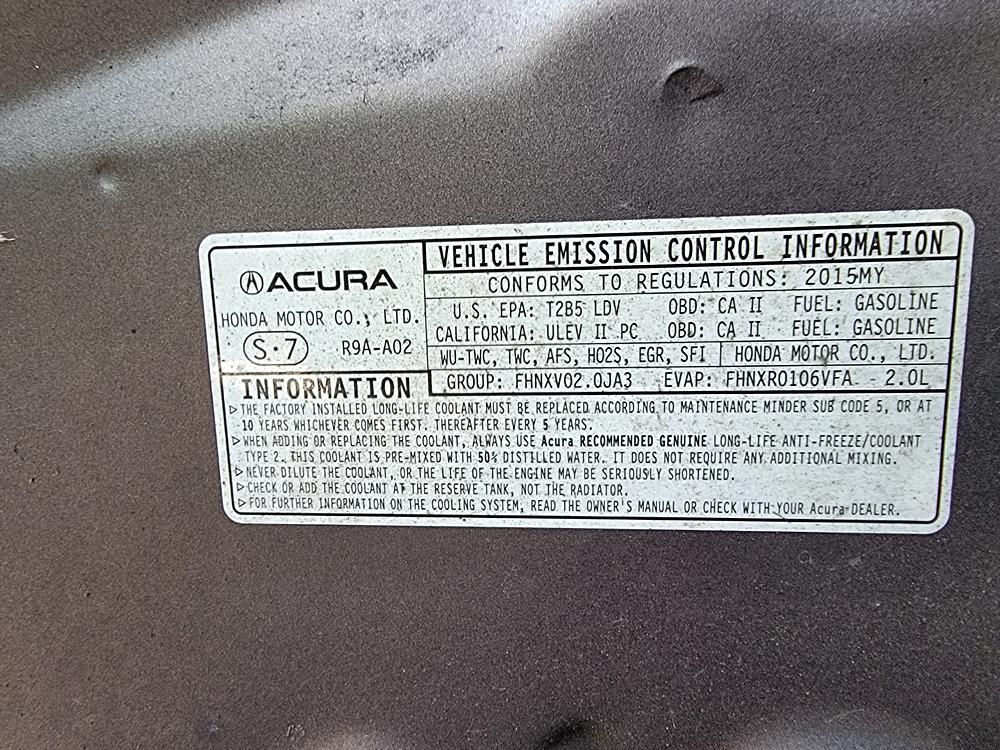 ACURA
HONDA MOTOR CO., LTD.
S·7 R9A-A02
VEHICLE EMISSION CONTROL INFORMATION
CONFORMS TO REGULATIONS: 2015MY
U.S. EPA: T2B5 LDV OBD: CA II FUEL: GASOLINE
CALIFORNIA: ULEV II PC OBD: CA II FUEL: GASOLINE
WU-TWC, TWC, AFS, HO2S, EGR, SFI HONDA MOTOR CO., LTD.
GROUP: FHNXV02.0JA3 EVAP: FHNXR0106VFA 2.0L
INFORMATION
▷THE FACTORY INSTALLED LONG-LIFE COOLANT MUST BE REPLACED ACCORDING TO MAINTENANCE MINDER SUB CODE 5, OR AT
10 YEARS WHICHEVER COMES FIRST. THEREAFTER EVERY 5 YEARS.
▷WHEN ADDING OR REPLACING THE COOLANT, ALWAYS USE Acura RECOMMENDED GENUINE LONG-LIFE ANTI-FREEZE/COOLANT
TYPE 2. THIS COOLANT IS PRE-MIXED WITH 50% DISTILLED WATER. IT DOES NOT REQUIRE ANY ADDITIONAL MIXING.
▷NEVER DILUTE THE COOLANT, OR THE LIFE OF THE ENGINE MAY BE SERIOUSLY SHORTENED.
▷CHECK OR ADD THE COOLANT AT THE RESERVE TANK, NOT THE RADIATOR.
▷FOR FURTHER INFORMATION ON THE COOLING SYSTEM, READ THE OWNER'S MANUAL OR CHECK WITH YOUR Acura DEALER.